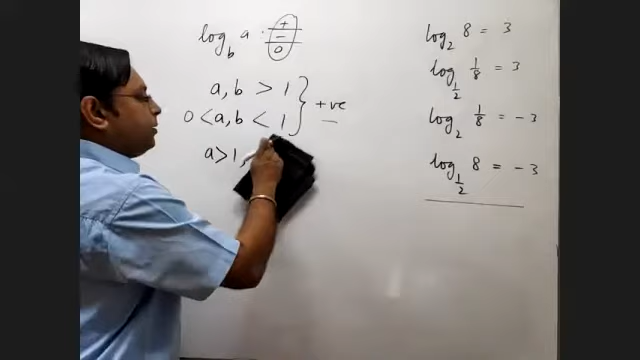 log_b a · +
−
0
a, b > 1
0 < a, b < 1 } +ve
a > 1,
log_2 8 = 3
log_{1/2} 1/8 = 3
log_2 1/8 = -3
log_{1/2} 8 = -3